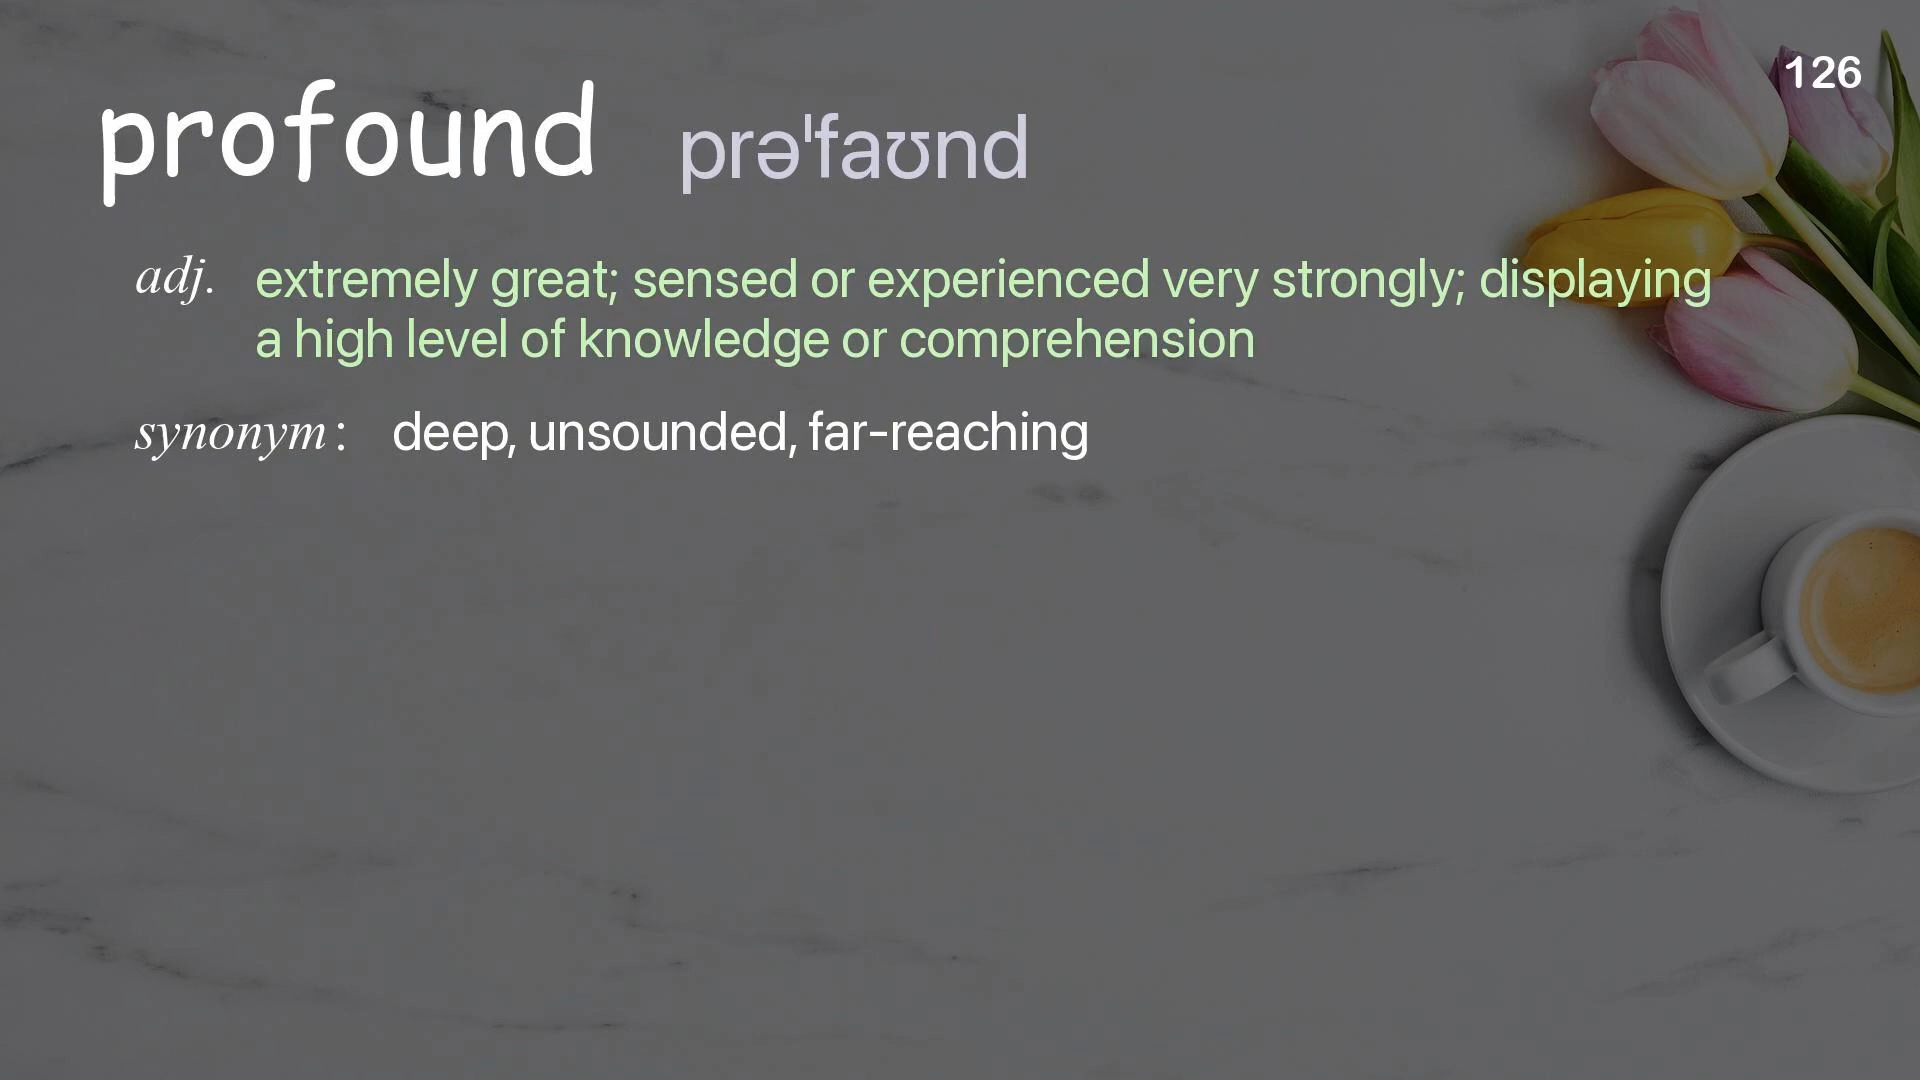 126
profound prəˈfaʊnd
adj. extremely great; sensed or experienced very strongly; displaying
a high level of knowledge or comprehension
synonym : deep, unsounded, far-reaching